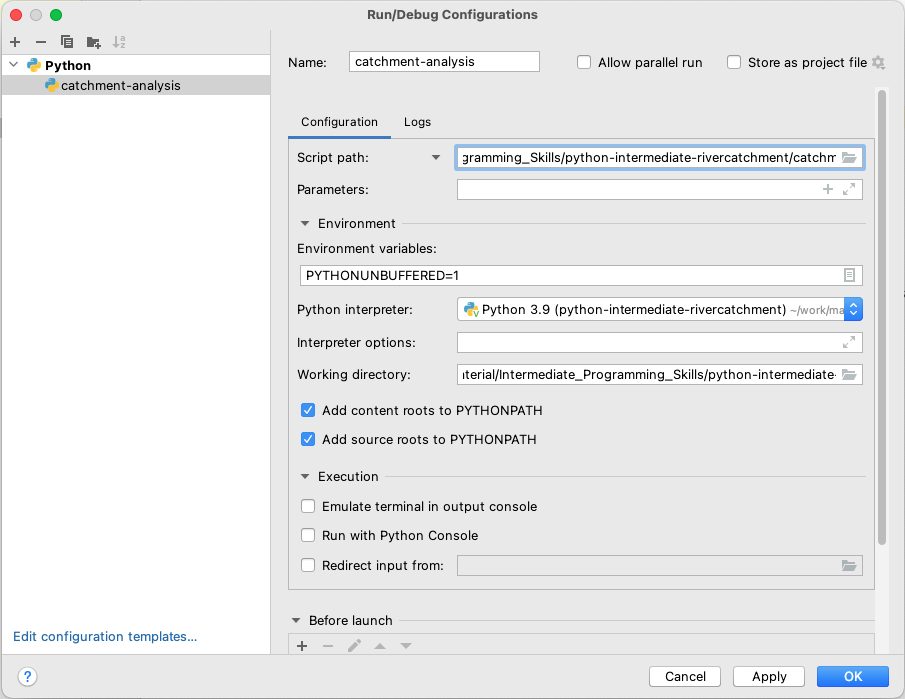 Run/Debug Configurations
Python
catchment-analysis
Edit configuration templates...
Name: catchment-analysis
Allow parallel run
Store as project file
Configuration Logs
Script path: gramming_Skills/python-intermediate-rivercatchment/catchm
Parameters:
Environment
Environment variables:
PYTHONUNBUFFERED=1
Python interpreter: Python 3.9 (python-intermediate-rivercatchment) ~/work/ma
Interpreter options:
Working directory: terial/Intermediate_Programming_Skills/python-intermediate-
Add content roots to PYTHONPATH
Add source roots to PYTHONPATH
Execution
Emulate terminal in output console
Run with Python Console
Redirect input from:
Before launch
? Cancel Apply OK